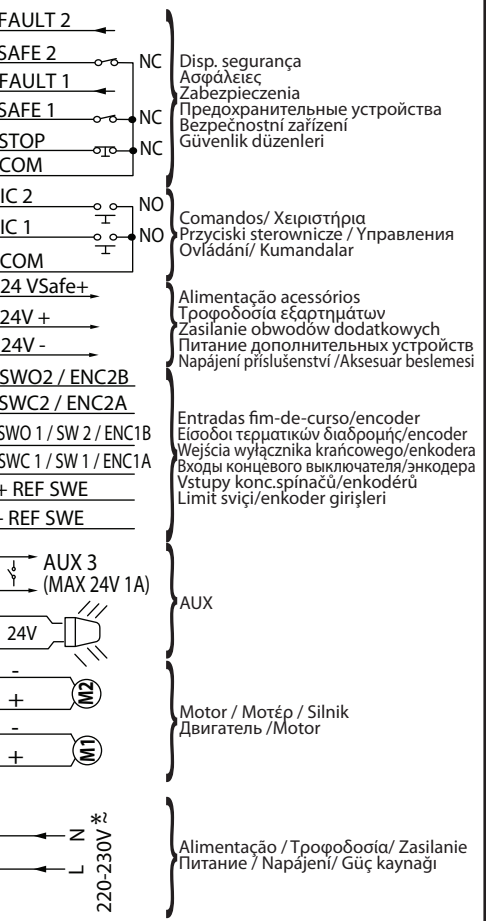 FAULT 2
SAFE 2
NC
FAULT 1
SAFE 1
NC
STOP
NC
COM
Disp. segurança
Ασφάλειες
Zabezpieczenia
Предохранительные устройства
Bezpečnostní zařízení
Güvenlik düzenleri
IC 2
NO
IC 1
NO
COM
Comandos/ Χειριστήρια
Przyciski sterownicze / Управления
Ovládání/ Kumandalar
24 VSafe+
24V +
24V -
Alimentação acessórios
Τροφοδοσία εξαρτημάτων
Zasilanie obwodów dodatkowych
Питание дополнительных устройств
Napájení příslušenství /Aksesuar beslemesi
SWO2 / ENC2B
SWC2 / ENC2A
SWO 1 / SW 2 / ENC1B
SWC 1 / SW 1 / ENC1A
+ REF SWE
- REF SWE
Entradas fim-de-curso/encoder
Είσοδοι τερματικών διαδρομής/encoder
Wejścia wyłącznika krańcowego/enkodera
Входы концевого выключателя/энкодера
Vstupy konc.spínačů/enkodérů
Limit sviçi/enkoder girişleri
AUX 3
(MAX 24V 1A)
24V
AUX
-
+
M2
-
+
M1
Motor / Μοτέρ / Silnik
Двигатель /Motor
N
L
220-230V ~*
Alimentação / Τροφοδοσία/ Zasilanie
Питание / Napájení/ Güç kaynağı